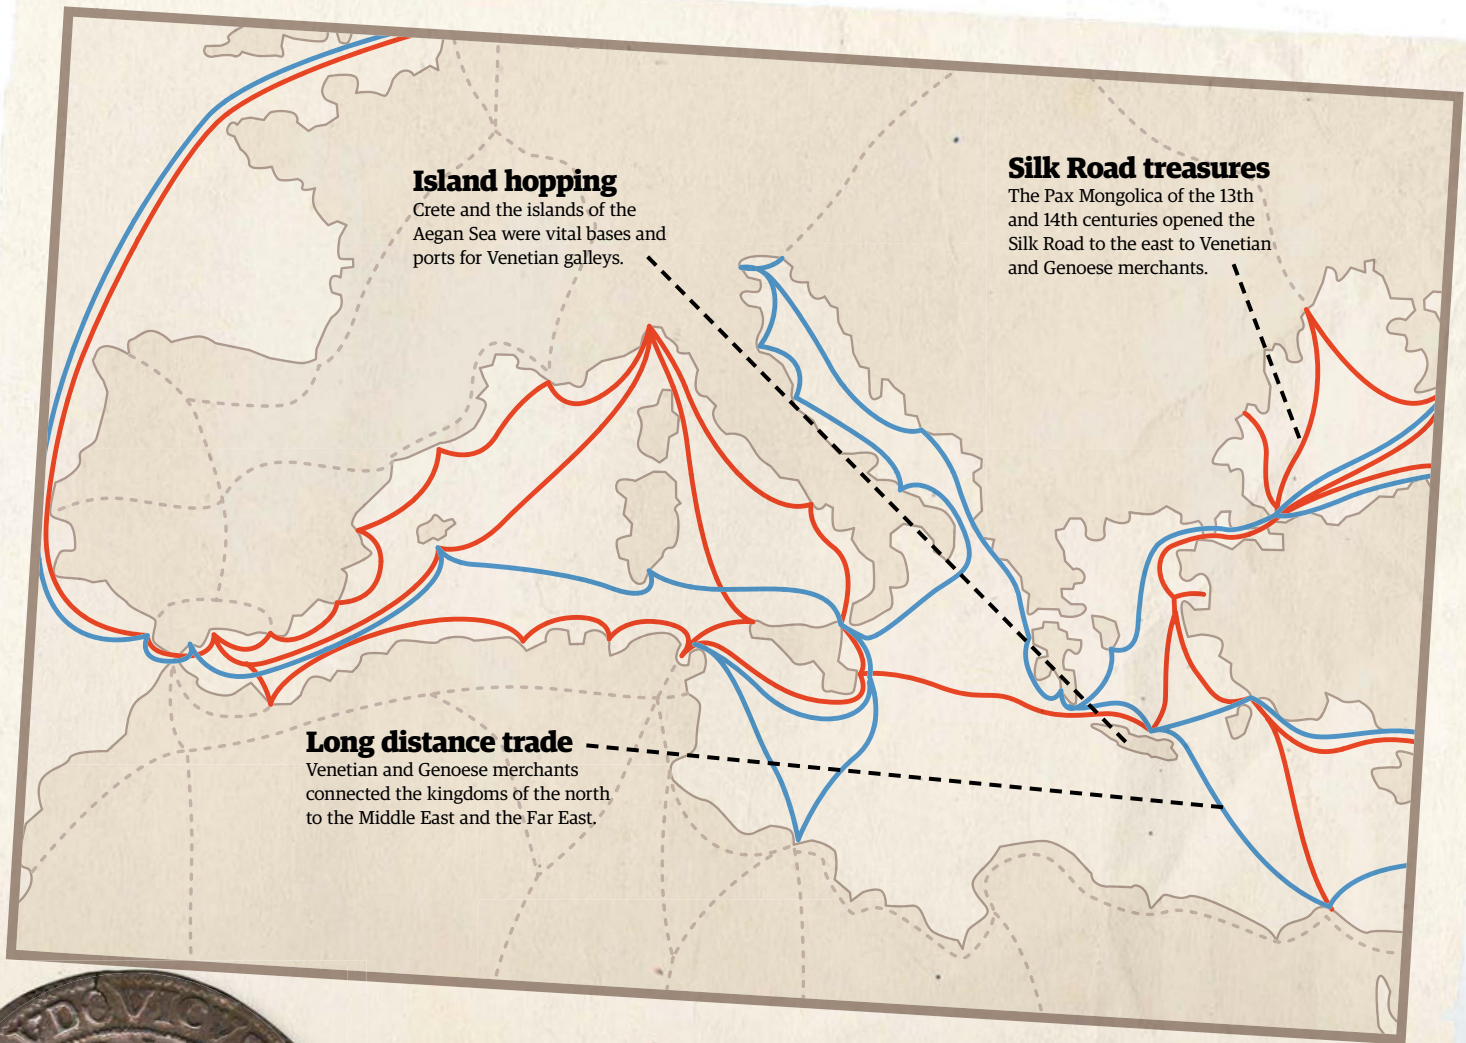 Island hopping
Crete and the islands of the
Aegan Sea were vital bases and
ports for Venetian galleys.
Silk Road treasures
The Pax Mongolica of the 13th
and 14th centuries opened the
Silk Road to the east to Venetian
and Genoese merchants.
Long distance trade
Venetian and Genoese merchants
connected the kingdoms of the north
to the Middle East and the Far East.